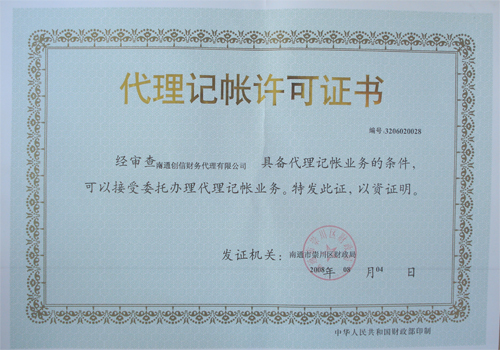 代理记帐许可证书
编号.3206020028
经审查南通创信财务代理有限公司 具备代理记帐业务的条件，
可以接受委托办理代理记帐业务。特发此证，以资证明。
发证机关：南通市崇川区财政局
2008年 08 月 04 日
中华人民共和国财政部印制